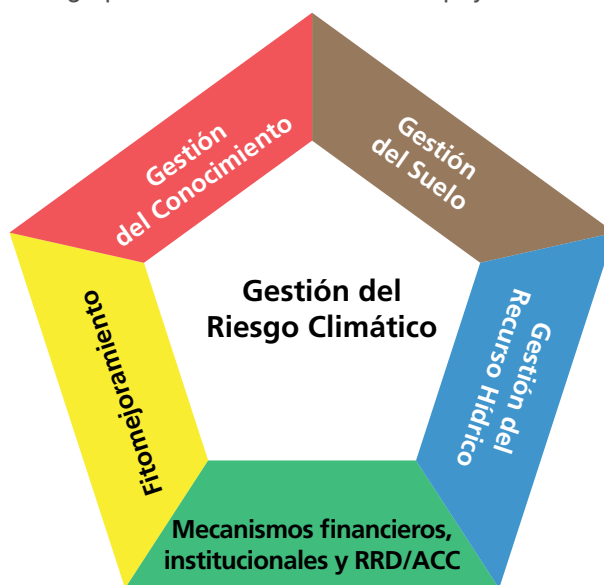 Gestión
del Conocimiento
Gestión
del Suelo
Gestión del
Riesgo Climático
Fitomejoramiento
Gestión del
Recurso Hídrico
Mecanismos financieros,
institucionales y RRD/ACC